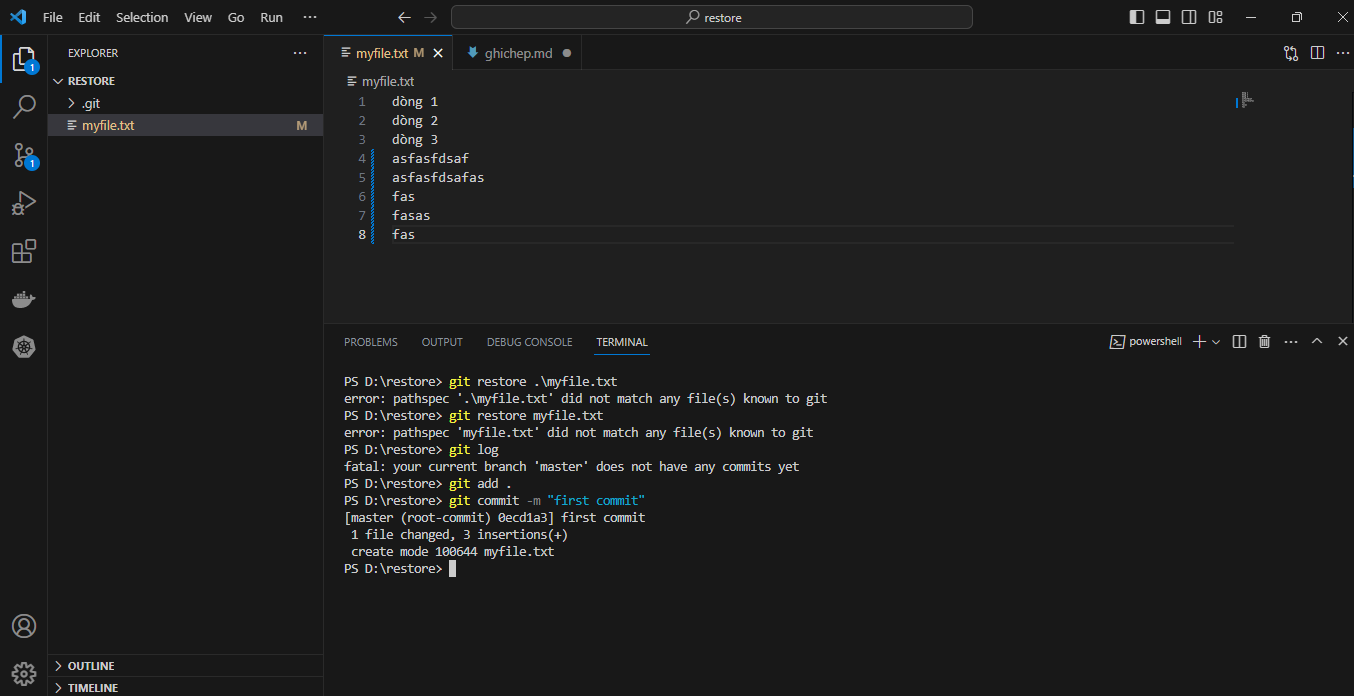 File Edit Selection View Go Run ···
restore
EXPLORER ···
RESTORE
.git
myfile.txt M
OUTLINE
TIMELINE
1
1
myfile.txt M
ghichep.md
myfile.txt
1 dòng 1
2 dòng 2
3 dòng 3
4 asfasfdsaf
5 asfasfdsafas
6 fas
7 fasas
8 fas
PROBLEMS OUTPUT DEBUG CONSOLE TERMINAL
powershell
PS D:\restore> git restore .\myfile.txt
error: pathspec '.\myfile.txt' did not match any file(s) known to git
PS D:\restore> git restore myfile.txt
error: pathspec 'myfile.txt' did not match any file(s) known to git
PS D:\restore> git log
fatal: your current branch 'master' does not have any commits yet
PS D:\restore> git add .
PS D:\restore> git commit -m "first commit"
[master (root-commit) 0ecd1a3] first commit
 1 file changed, 3 insertions(+)
 create mode 100644 myfile.txt
PS D:\restore>